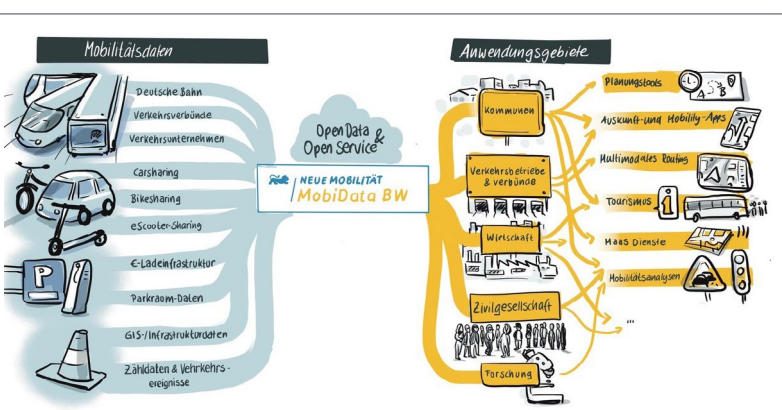 Mobilitätsdaten
Deutsche Bahn
Verkehrsverbünde
Verkehrsunternehmen
Carsharing
Bikesharing
eScooter-Sharing
E-Ladeinfrastruktur
Parkraum-Daten
GIS-/Infrastrukturdaten
Zähldaten & Verkehrs-
ereignisse
P
Open Data &
Open Service
NEUE MOBILITÄT
MobiData BW
Anwendungsgebiete
Kommunen
Verkehrsbetriebe
& verbünde
Wirtschaft
Zivilgesellschaft
Forschung
Planungstools
A B
Auskunft- und Mobility-Apps
Multimodales Routing
Tourismus
i
MaaS Dienste
Mobilitätsanalysen
...